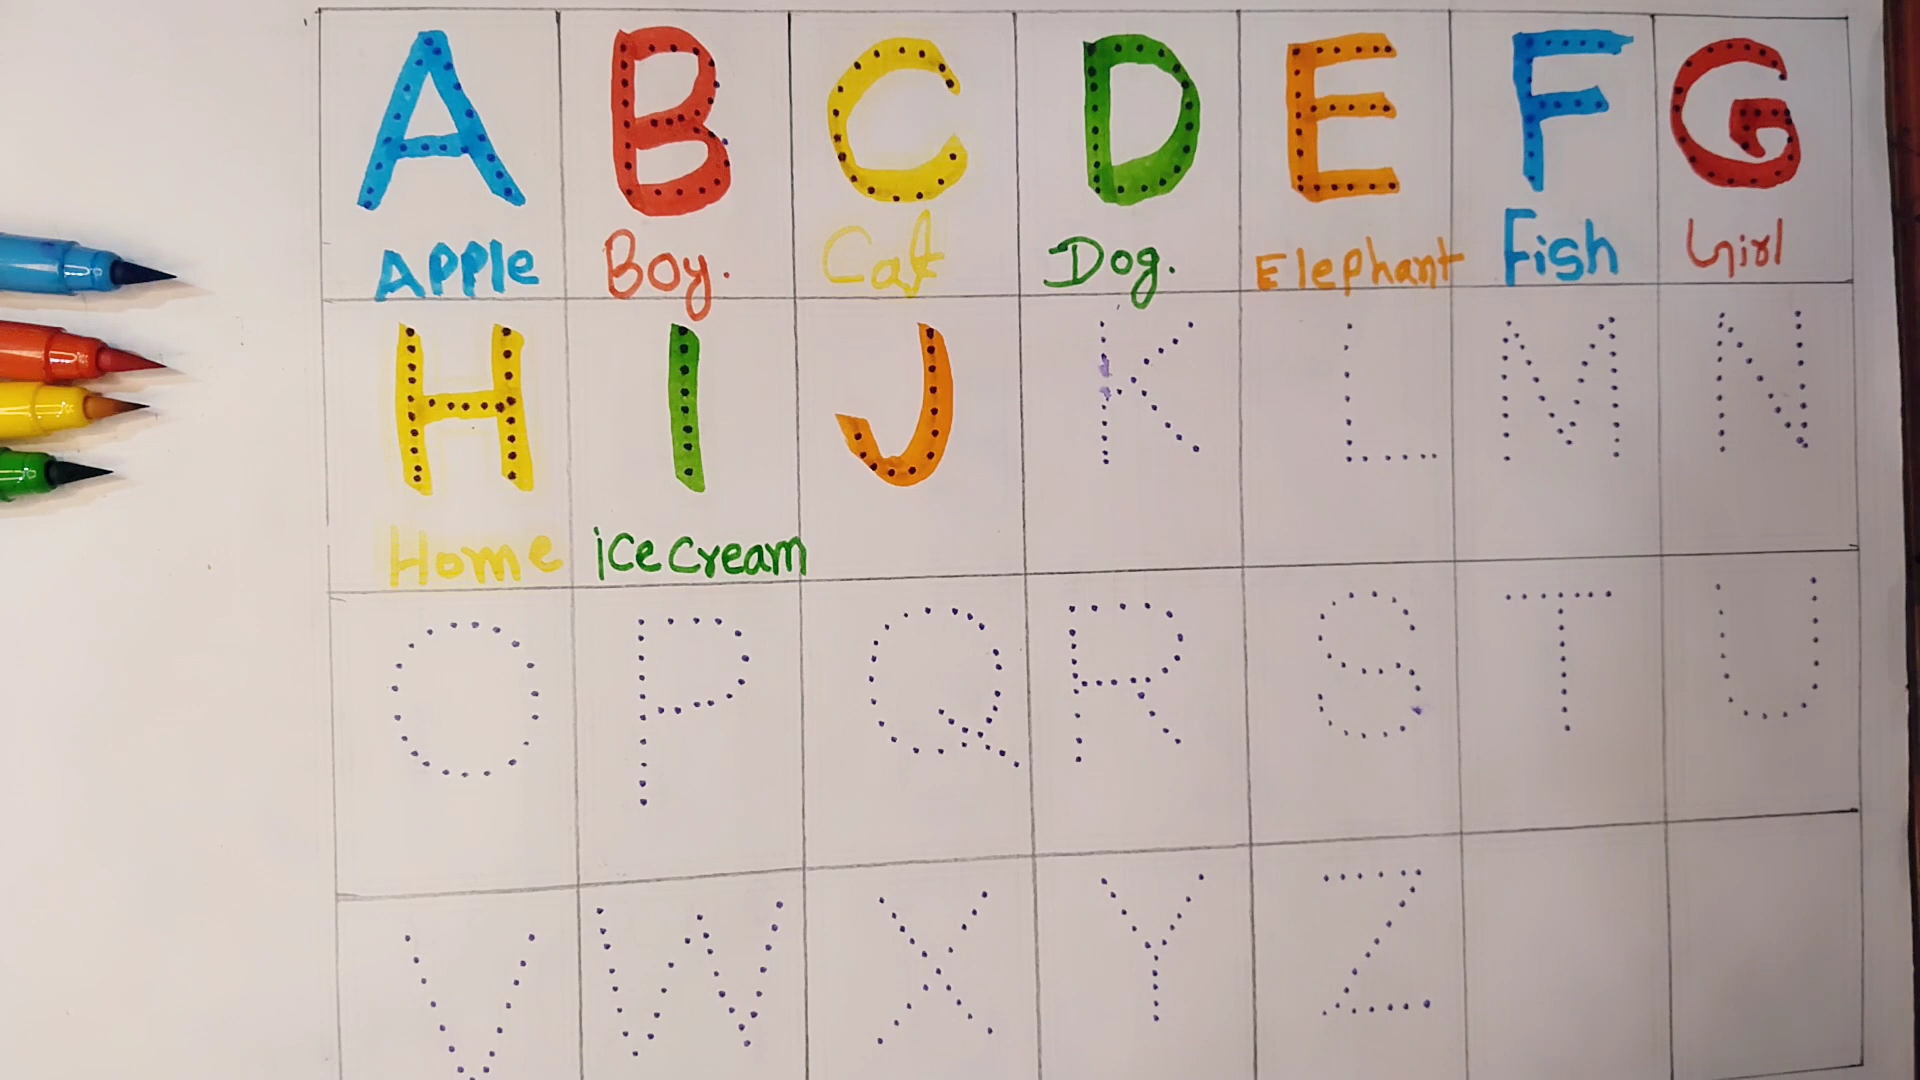 A B C D E F G
Apple Boy. Cat Dog. Elephant Fish Girl
H I J K L M N
Home ice cream
O P Q R S T U
V W X Y Z